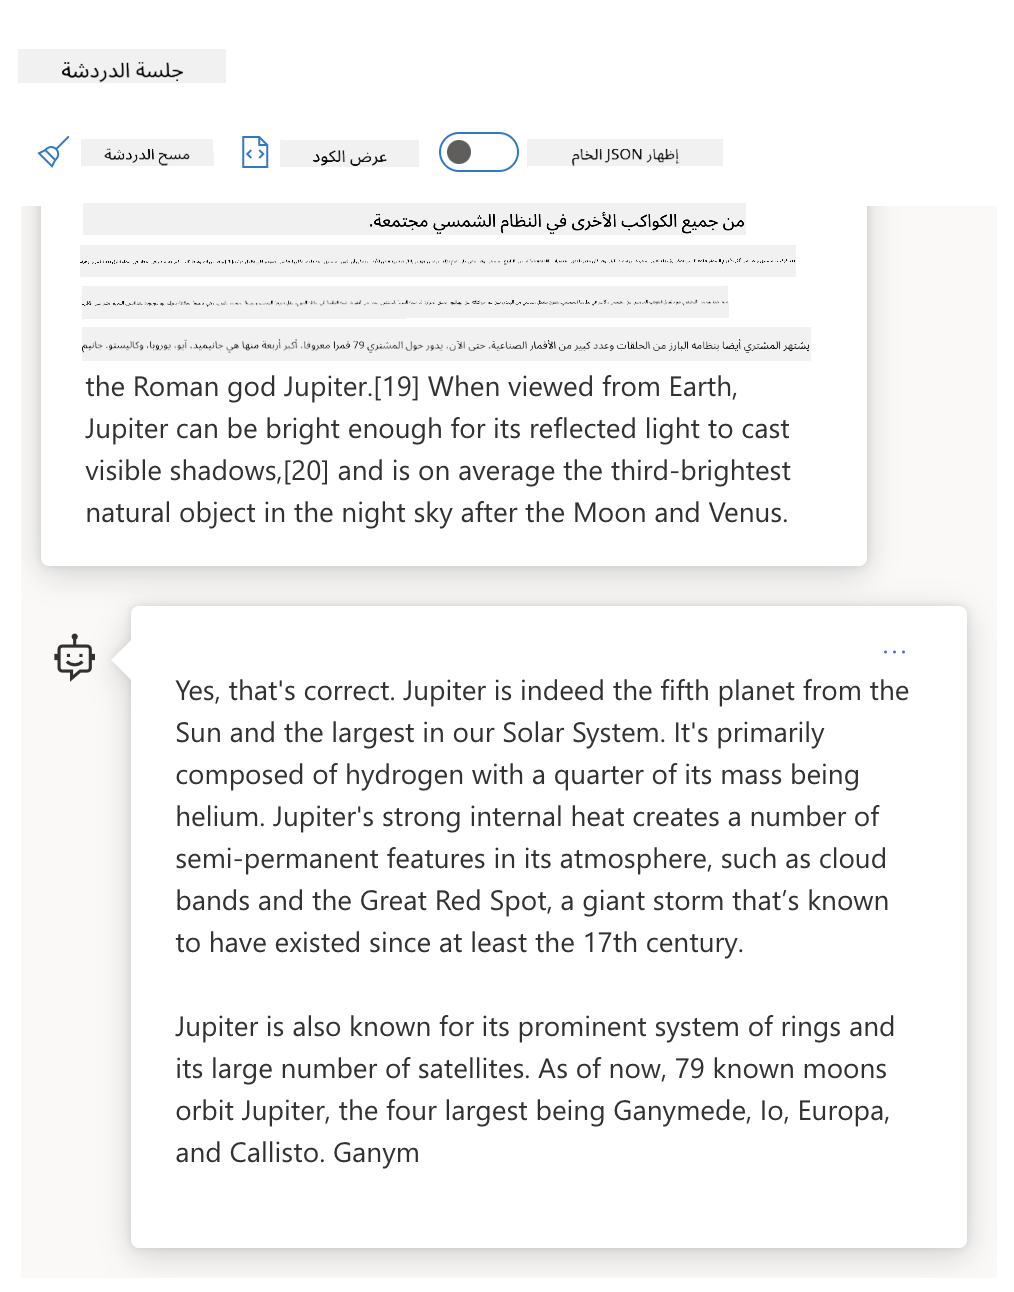 جلسة الدردشة
مسح الدردشة
عرض الكود
إظهار JSON الخام
من جميع الكواكب الأخرى في النظام الشمسي مجتمعة.
يشتهر المشتري أيضا بنظامه البارز من الحلقات وعدد كبير من الأقمار الصناعية. حتى الآن، يدور حول المشتري 79 قمرا معروفا، أكبر أربعة منها هي جانيميد، آيو، يوروبا، وكاليستو. جانيم
the Roman god Jupiter.[19] When viewed from Earth,
Jupiter can be bright enough for its reflected light to cast
visible shadows,[20] and is on average the third-brightest
natural object in the night sky after the Moon and Venus.
Yes, that's correct. Jupiter is indeed the fifth planet from the
Sun and the largest in our Solar System. It's primarily
composed of hydrogen with a quarter of its mass being
helium. Jupiter's strong internal heat creates a number of
semi-permanent features in its atmosphere, such as cloud
bands and the Great Red Spot, a giant storm that’s known
to have existed since at least the 17th century.
Jupiter is also known for its prominent system of rings and
its large number of satellites. As of now, 79 known moons
orbit Jupiter, the four largest being Ganymede, Io, Europa,
and Callisto. Ganym